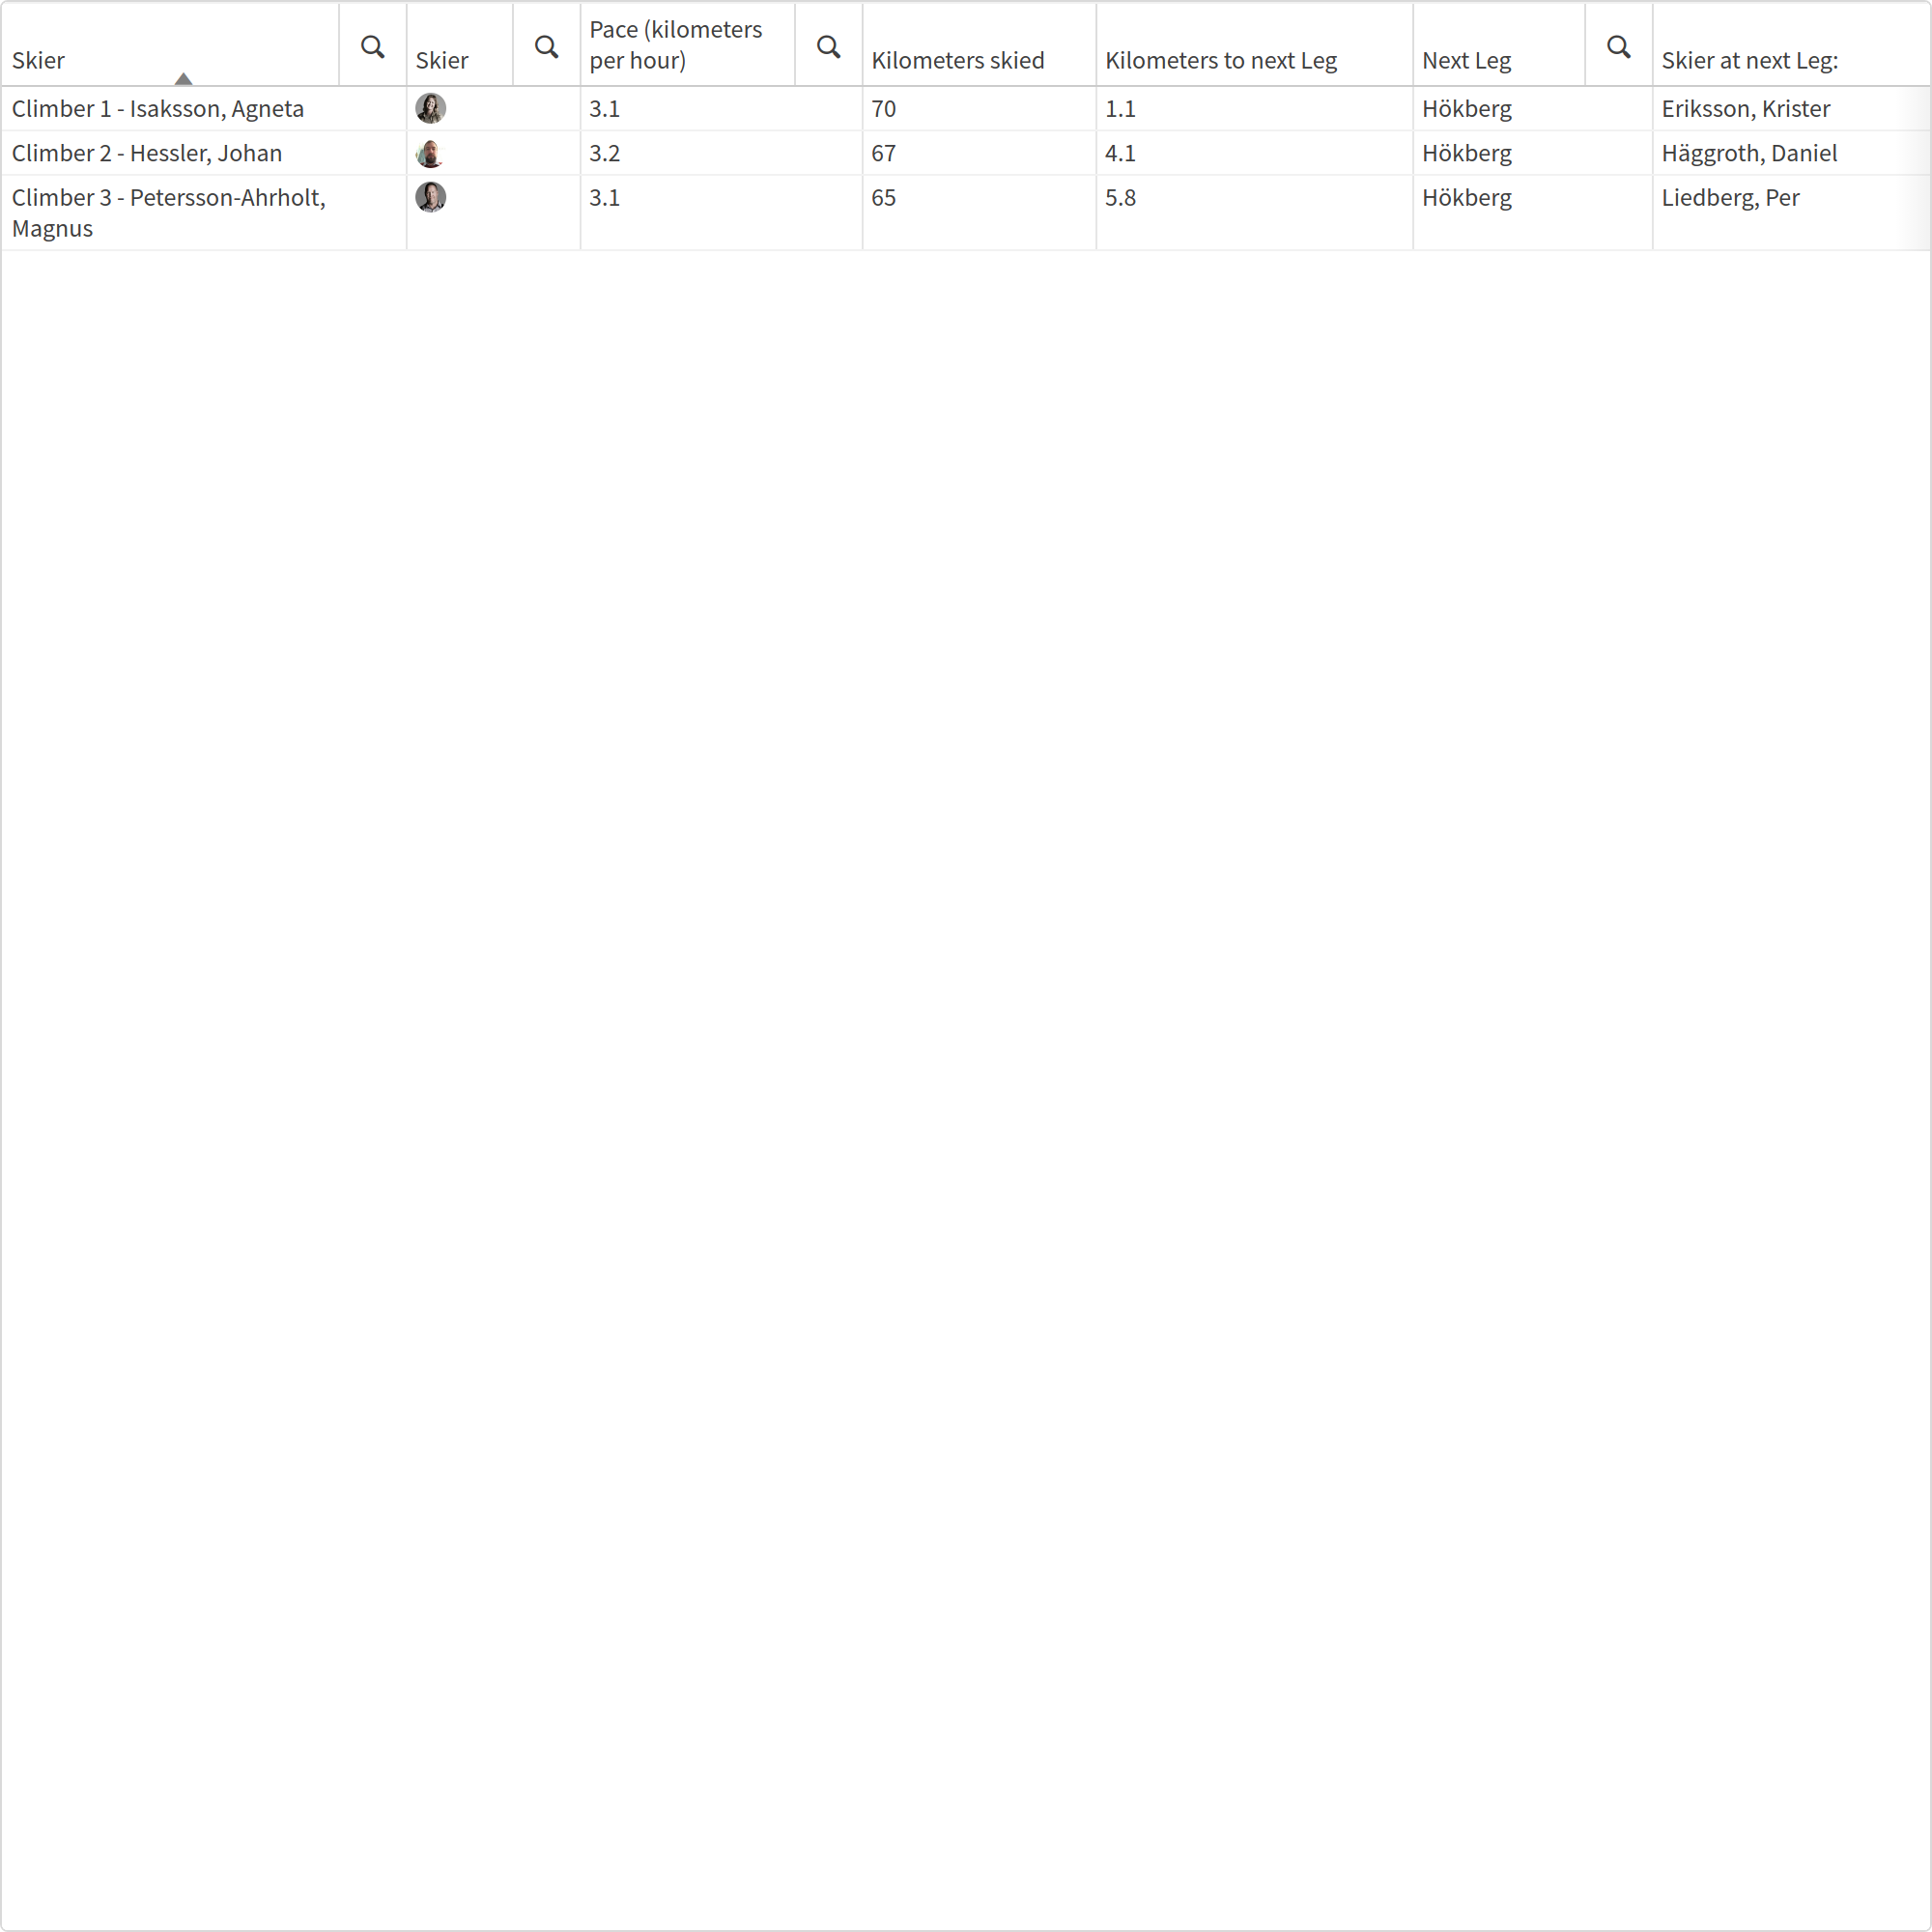 Skier
Skier
Pace (kilometers
per hour)
Kilometers skied
Kilometers to next Leg
Next Leg
Skier at next Leg:
Climber 1 - Isaksson, Agneta
3.1
70
1.1
Hökberg
Eriksson, Krister
Climber 2 - Hessler, Johan
3.2
67
4.1
Hökberg
Häggroth, Daniel
Climber 3 - Petersson-Ahrholt,
Magnus
3.1
65
5.8
Hökberg
Liedberg, Per